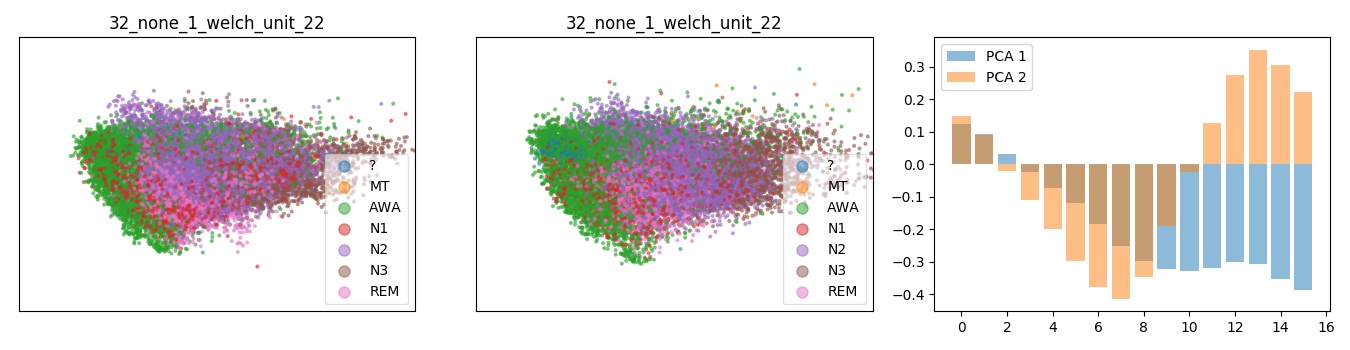 32_none_1_welch_unit_22
?
MT
AWA
N1
N2
N3
REM
32_none_1_welch_unit_22
?
MT
AWA
N1
N2
N3
REM
PCA 1
PCA 2
0.3
0.2
0.1
0.0
−0.1
−0.2
−0.3
−0.4
0 2 4 6 8 10 12 14 16